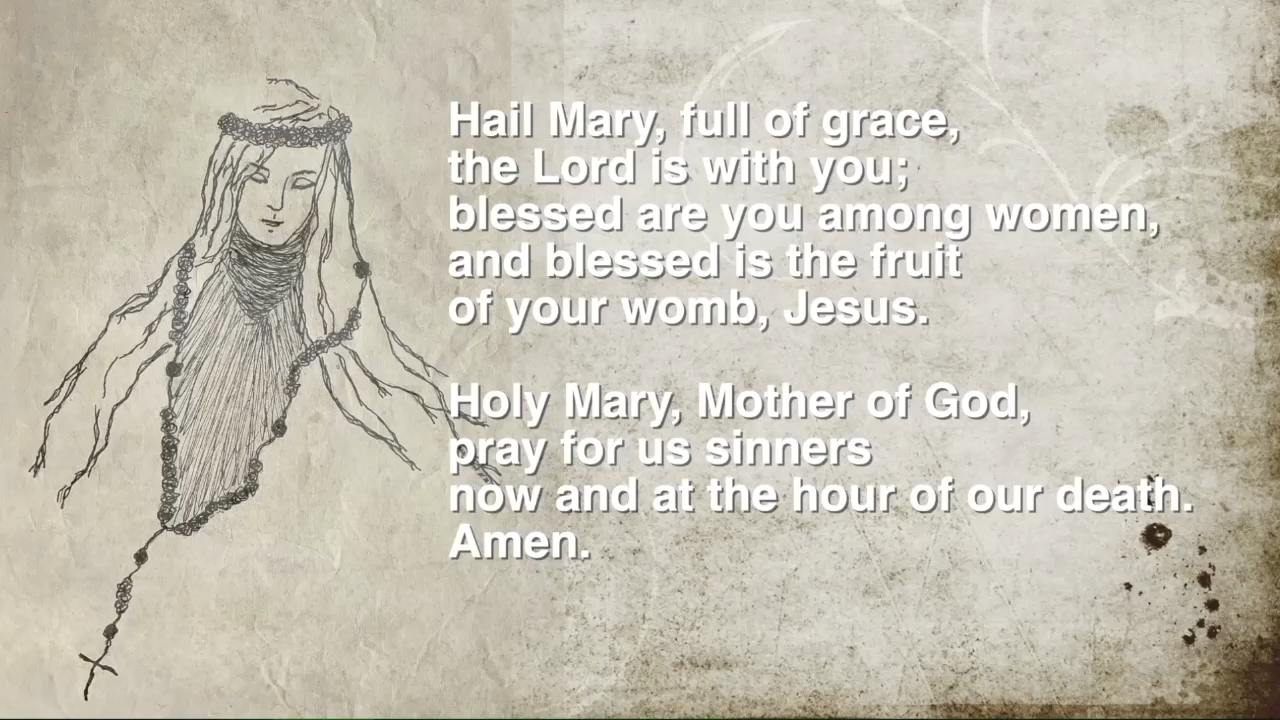 Hail Mary, full of grace,
the Lord is with you;
blessed are you among women,
and blessed is the fruit
of your womb, Jesus.
Holy Mary, Mother of God,
pray for us sinners
now and at the hour of our death.
Amen.